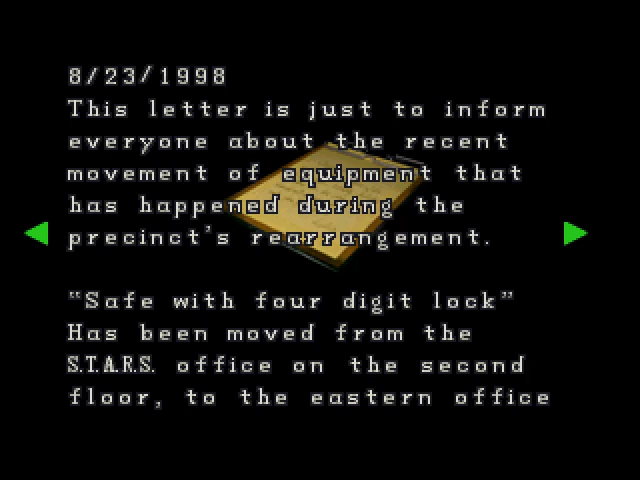 8/23/1998
This letter is just to inform
everyone about the recent
movement of equipment that
has happened during the
precinct's rearrangement.
"Safe with four digit lock"
Has been moved from the
S.T.A.R.S. office on the second
floor, to the eastern office